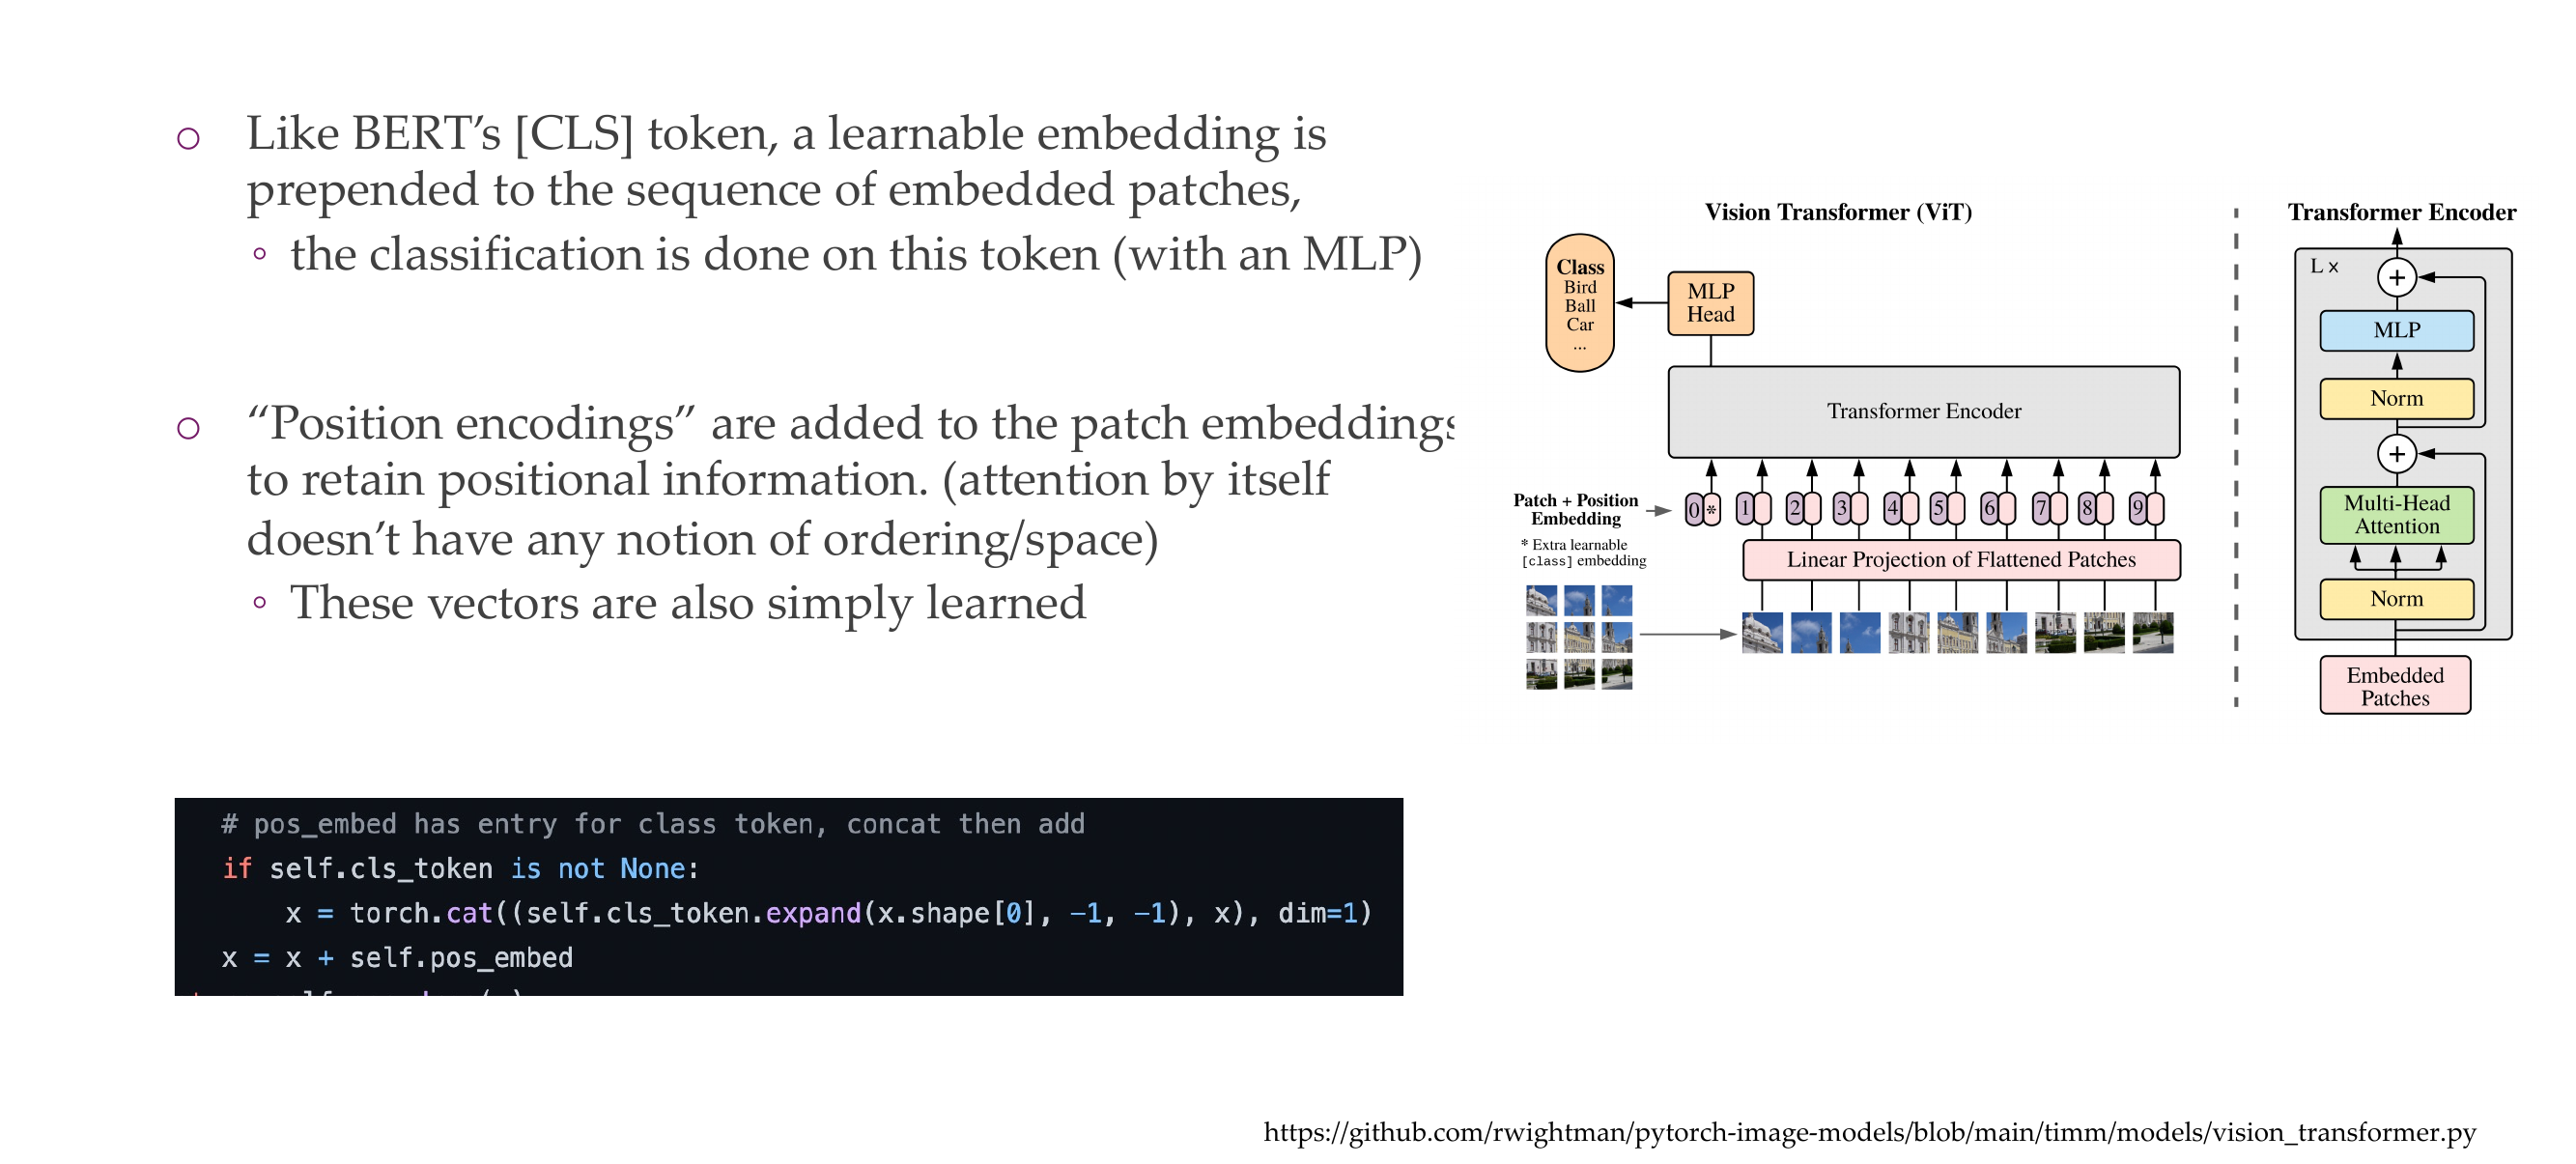 Like BERT’s [CLS] token, a learnable embedding is
prepended to the sequence of embedded patches,
the classification is done on this token (with an MLP)
“Position encodings” are added to the patch embeddings
to retain positional information. (attention by itself
doesn’t have any notion of ordering/space)
These vectors are also simply learned
# pos_embed has entry for class token, concat then add
if self.cls_token is not None:
x = torch.cat((self.cls_token.expand(x.shape[0], -1, -1), x), dim=1)
x = x + self.pos_embed
Vision Transformer (ViT)
Class
Bird
Ball
Car
...
MLP
Head
Transformer Encoder
Patch + Position
Embedding
0 * 1 2 3 4 5 6 7 8 9
* Extra learnable
[class] embedding
Linear Projection of Flattened Patches
Transformer Encoder
L x
+
MLP
Norm
+
Multi-Head
Attention
Norm
Embedded
Patches
https://github.com/rwightman/pytorch-image-models/blob/main/timm/models/vision_transformer.py